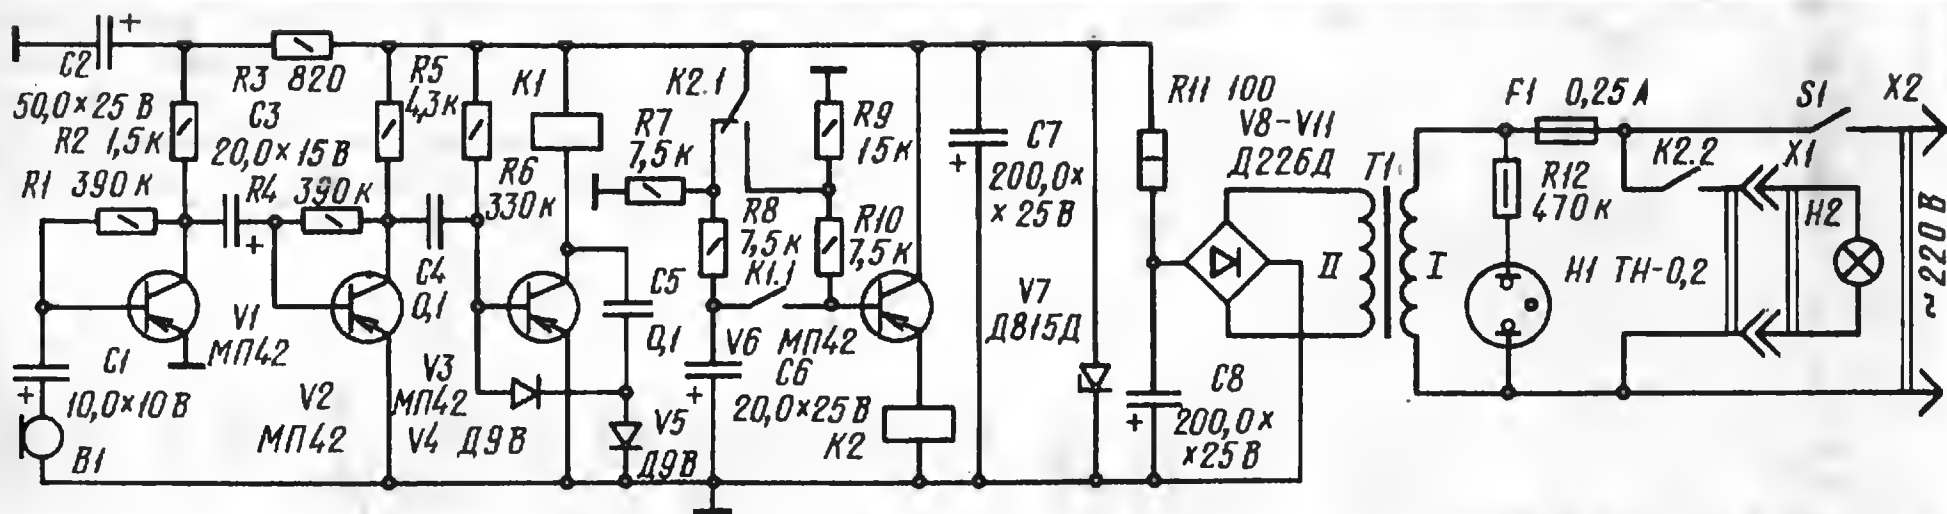 C2
50,0×25 В
R2 1,5к
R1 390 к
C1
10,0×10 В
B1
V1
МП42
R3 820
C3
20,0×15 В
R4 390 к
V2
МП42
R5
4,3к
C4
0,1
R6
330 к
K1
V3
МП42
V4 Д9В
C5
0,1
V5
Д9В
R7
7,5 к
K2.1
R8
7,5 к
K1.1
V6 МП42
C6
20,0×25 В
R9
15 к
R10
7,5 к
K2
C7
200,0×
×25 В
V7
Д815Д
R11 100
V8-V11
Д226Д
C8
200,0×
×25 В
T1
II
I
F1 0,25 А
R12
470 к
H1 ТН-0,2
K2.2
S1
X1
H2
X2
~220 В
+
+
+
+
+
+